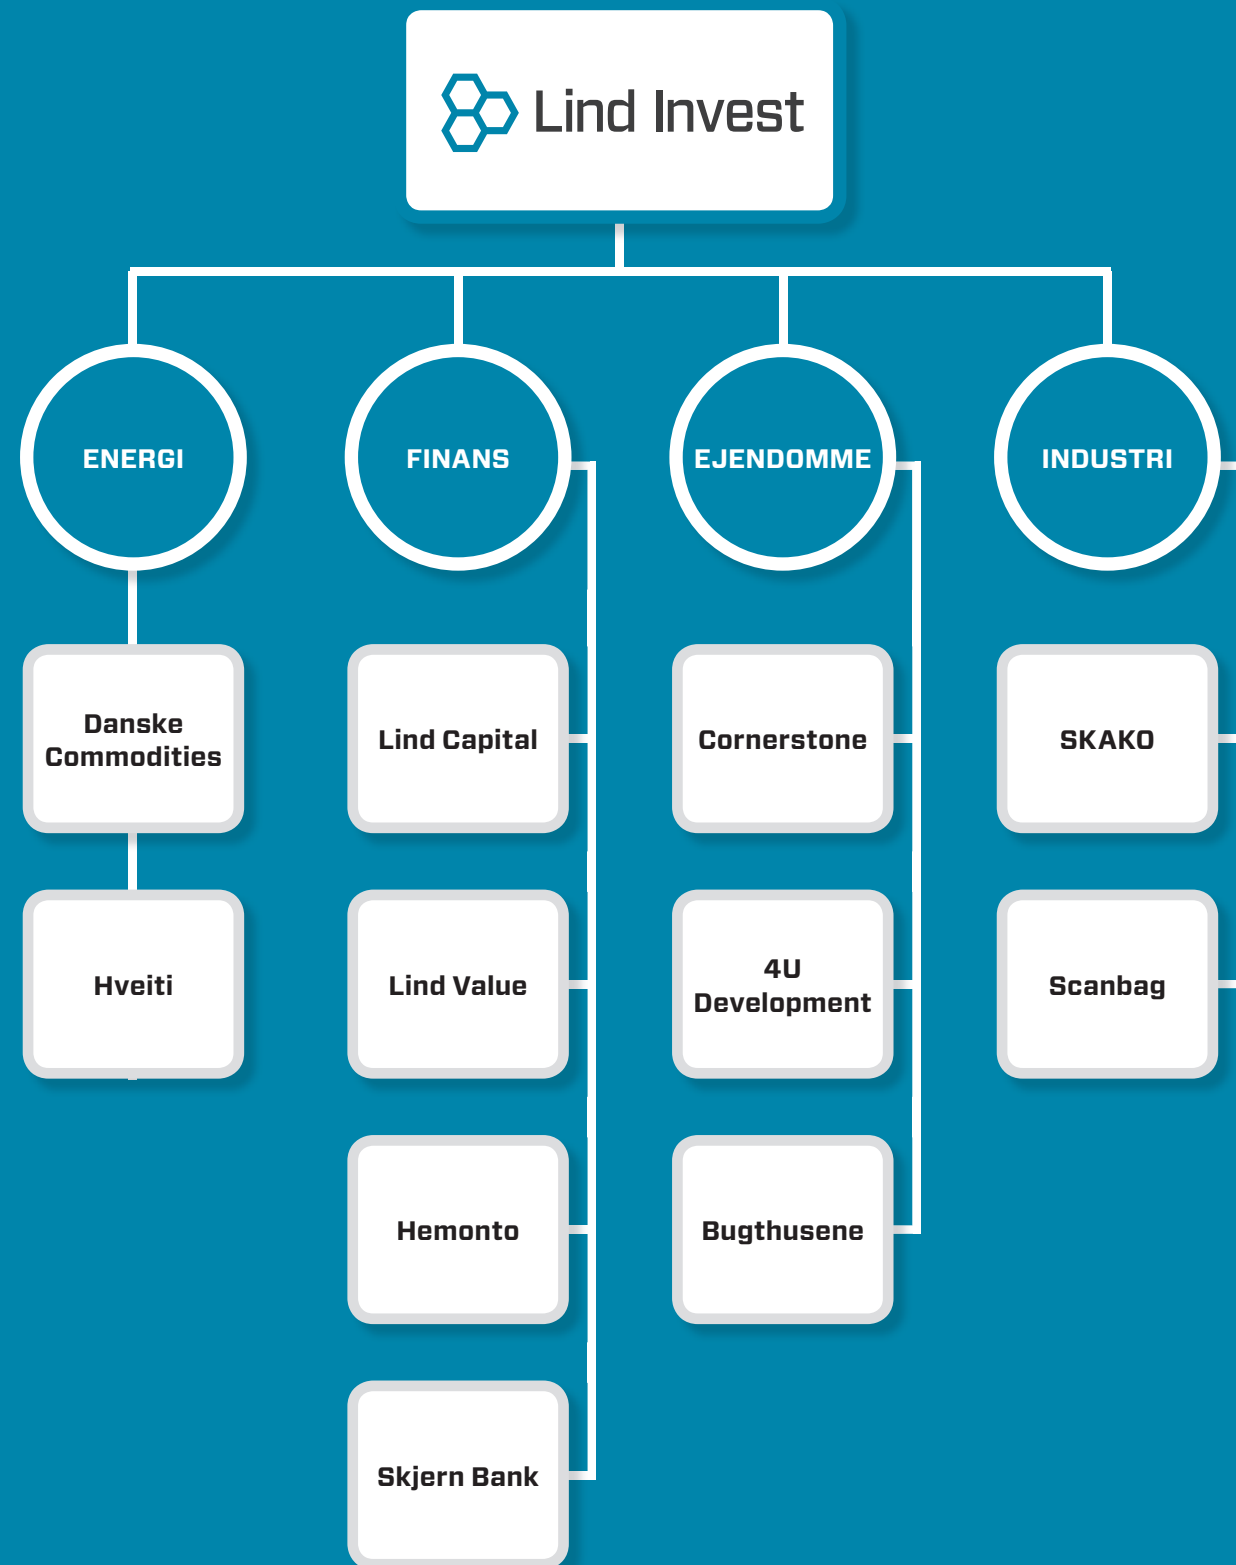 Lind Invest
ENERGI
FINANS
EJENDOMME
INDUSTRI
Danske
Commodities
Lind Capital
Cornerstone
SKAKO
Hveiti
Lind Value
4U
Development
Scanbag
Hemonto
Bugthusene
Skjern Bank